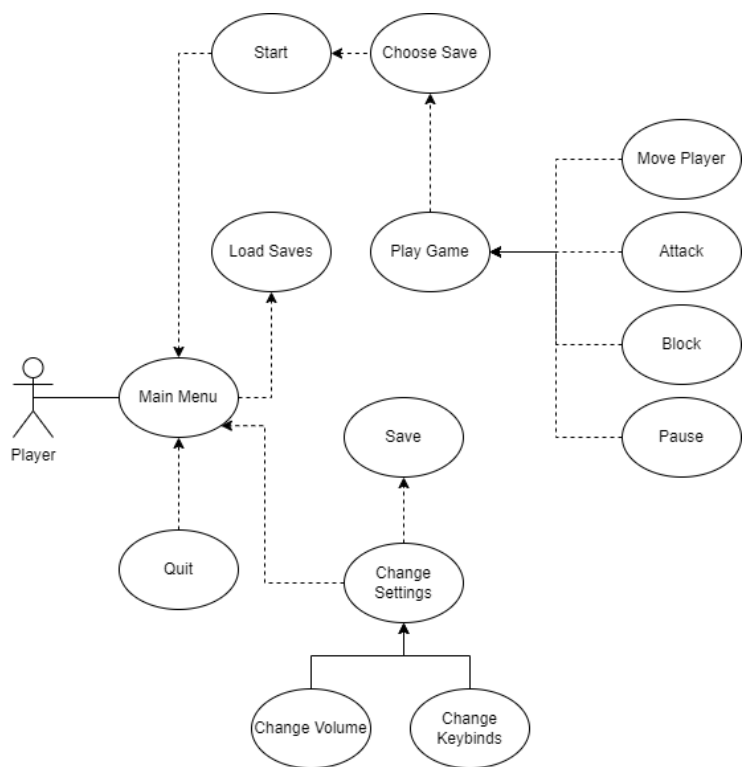 Start
Choose Save
Move Player
Load Saves
Play Game
Attack
Block
Main Menu
Player
Save
Pause
Quit
Change
Settings
Change Volume
Change
Keybinds